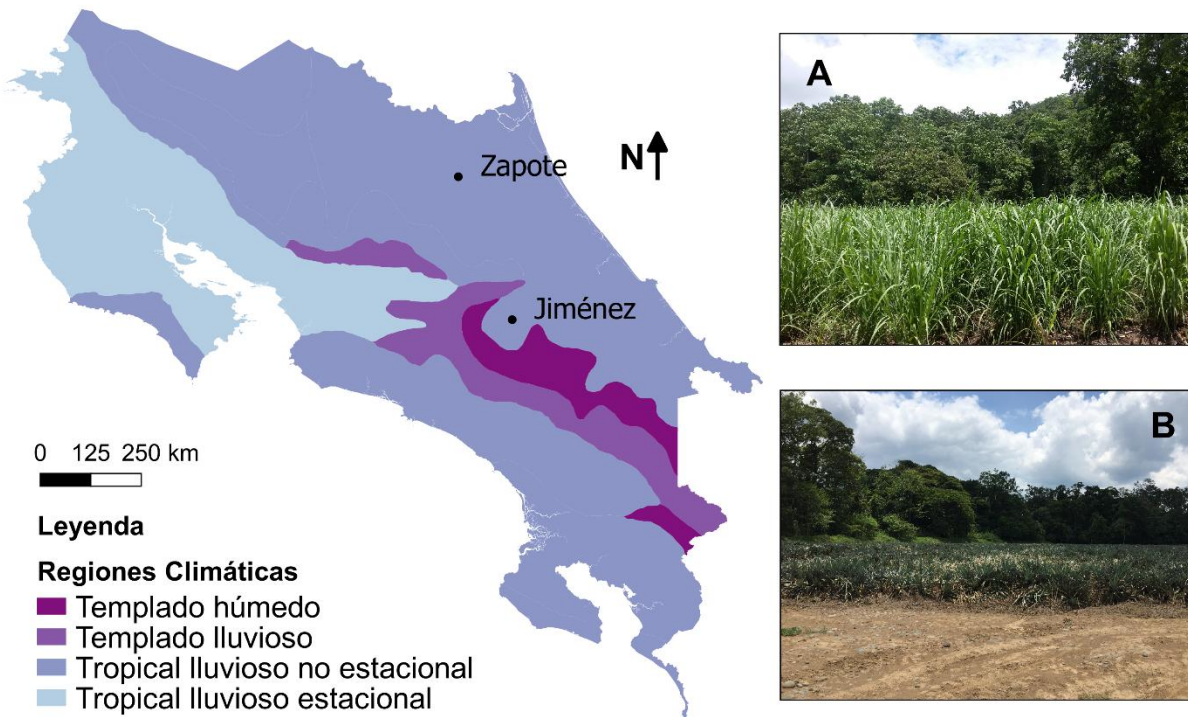 Zapote
N
Jiménez
0 125 250 km
Leyenda
Regiones Climáticas
Templado húmedo
Templado lluvioso
Tropical lluvioso no estacional
Tropical lluvioso estacional
A
B